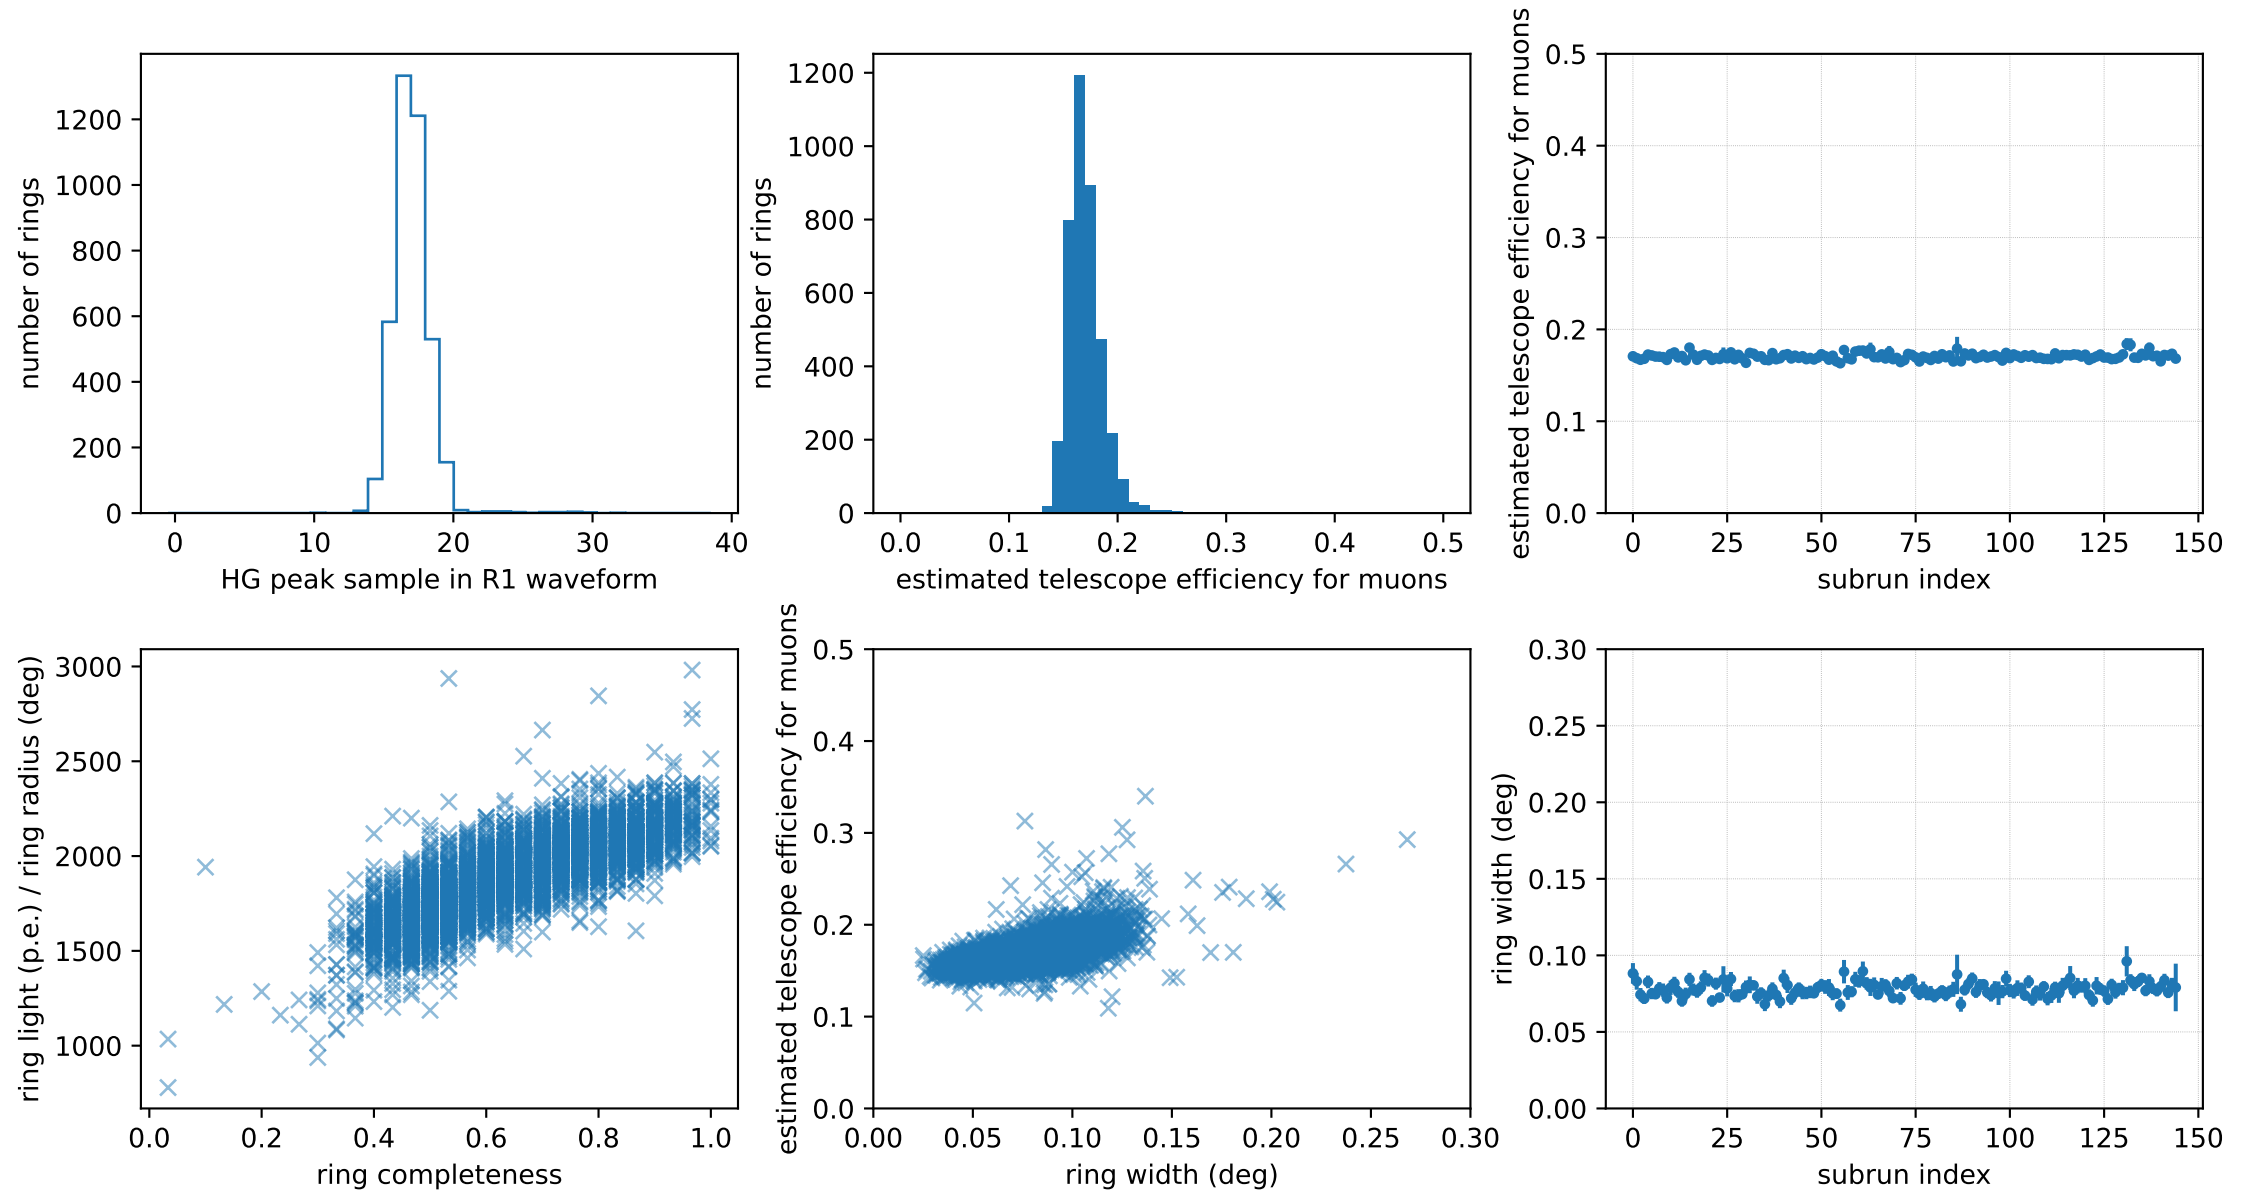 number of rings
1200
1000
800
600
400
200
0
0 10 20 30 40
HG peak sample in R1 waveform
number of rings
1200
1000
800
600
400
200
0
0.0 0.1 0.2 0.3 0.4 0.5
estimated telescope efficiency for muons
estimated telescope efficiency for muons
0.5
0.4
0.3
0.2
0.1
0.0
0 25 50 75 100 125 150
subrun index
ring light (p.e.) / ring radius (deg)
3000
2500
2000
1500
1000
0.0 0.2 0.4 0.6 0.8 1.0
ring completeness
estimated telescope efficiency for muons
0.5
0.4
0.3
0.2
0.1
0.0
0.00 0.05 0.10 0.15 0.20 0.25 0.30
ring width (deg)
ring width (deg)
0.30
0.25
0.20
0.15
0.10
0.05
0.00
0 25 50 75 100 125 150
subrun index